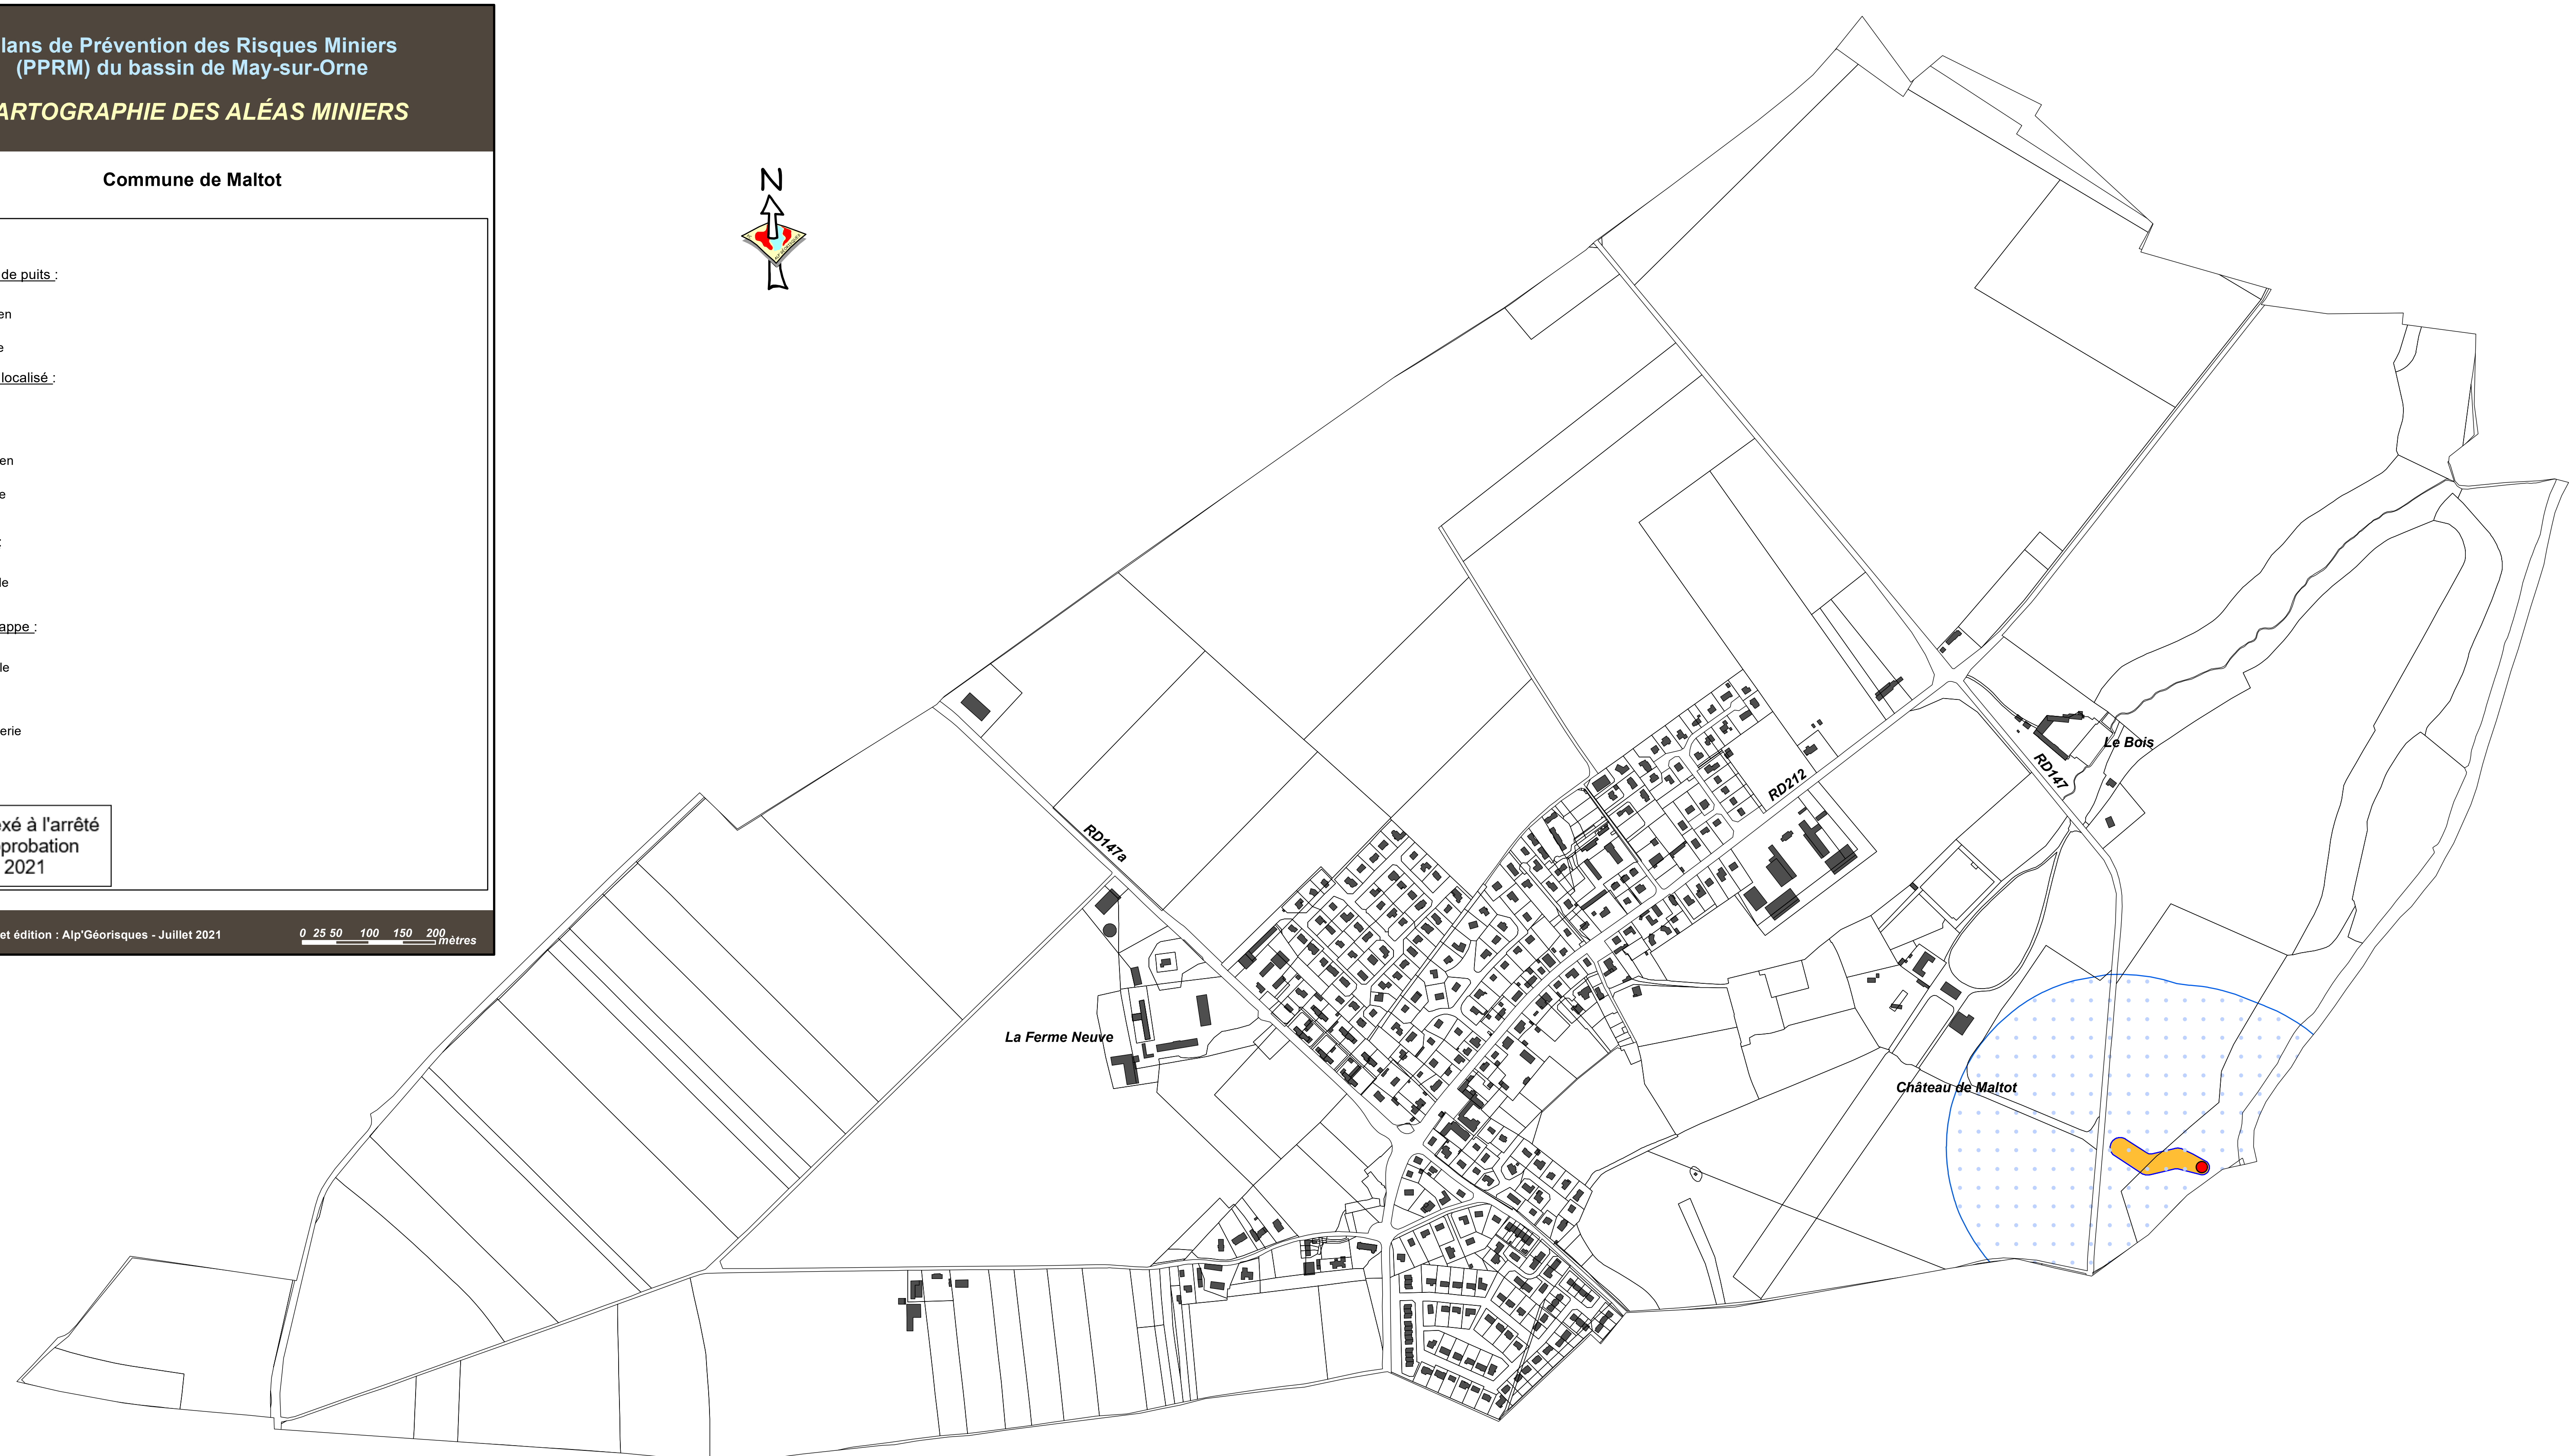 lans de Prévention des Risques Miniers
(PPRM) du bassin de May-sur-Orne
ARTOGRAPHIE DES ALÉAS MINIERS
Commune de Maltot
de puits :
en
e
localisé :
en
e
:
le
appe :
le
erie
xé à l'arrêté
probation
2021
et édition : Alp'Géorisques - Juillet 2021
0 25 50 100 150 200
mètres
N
RD147a
La Ferme Neuve
RD212
RD147
Le Bois
Château de Maltot